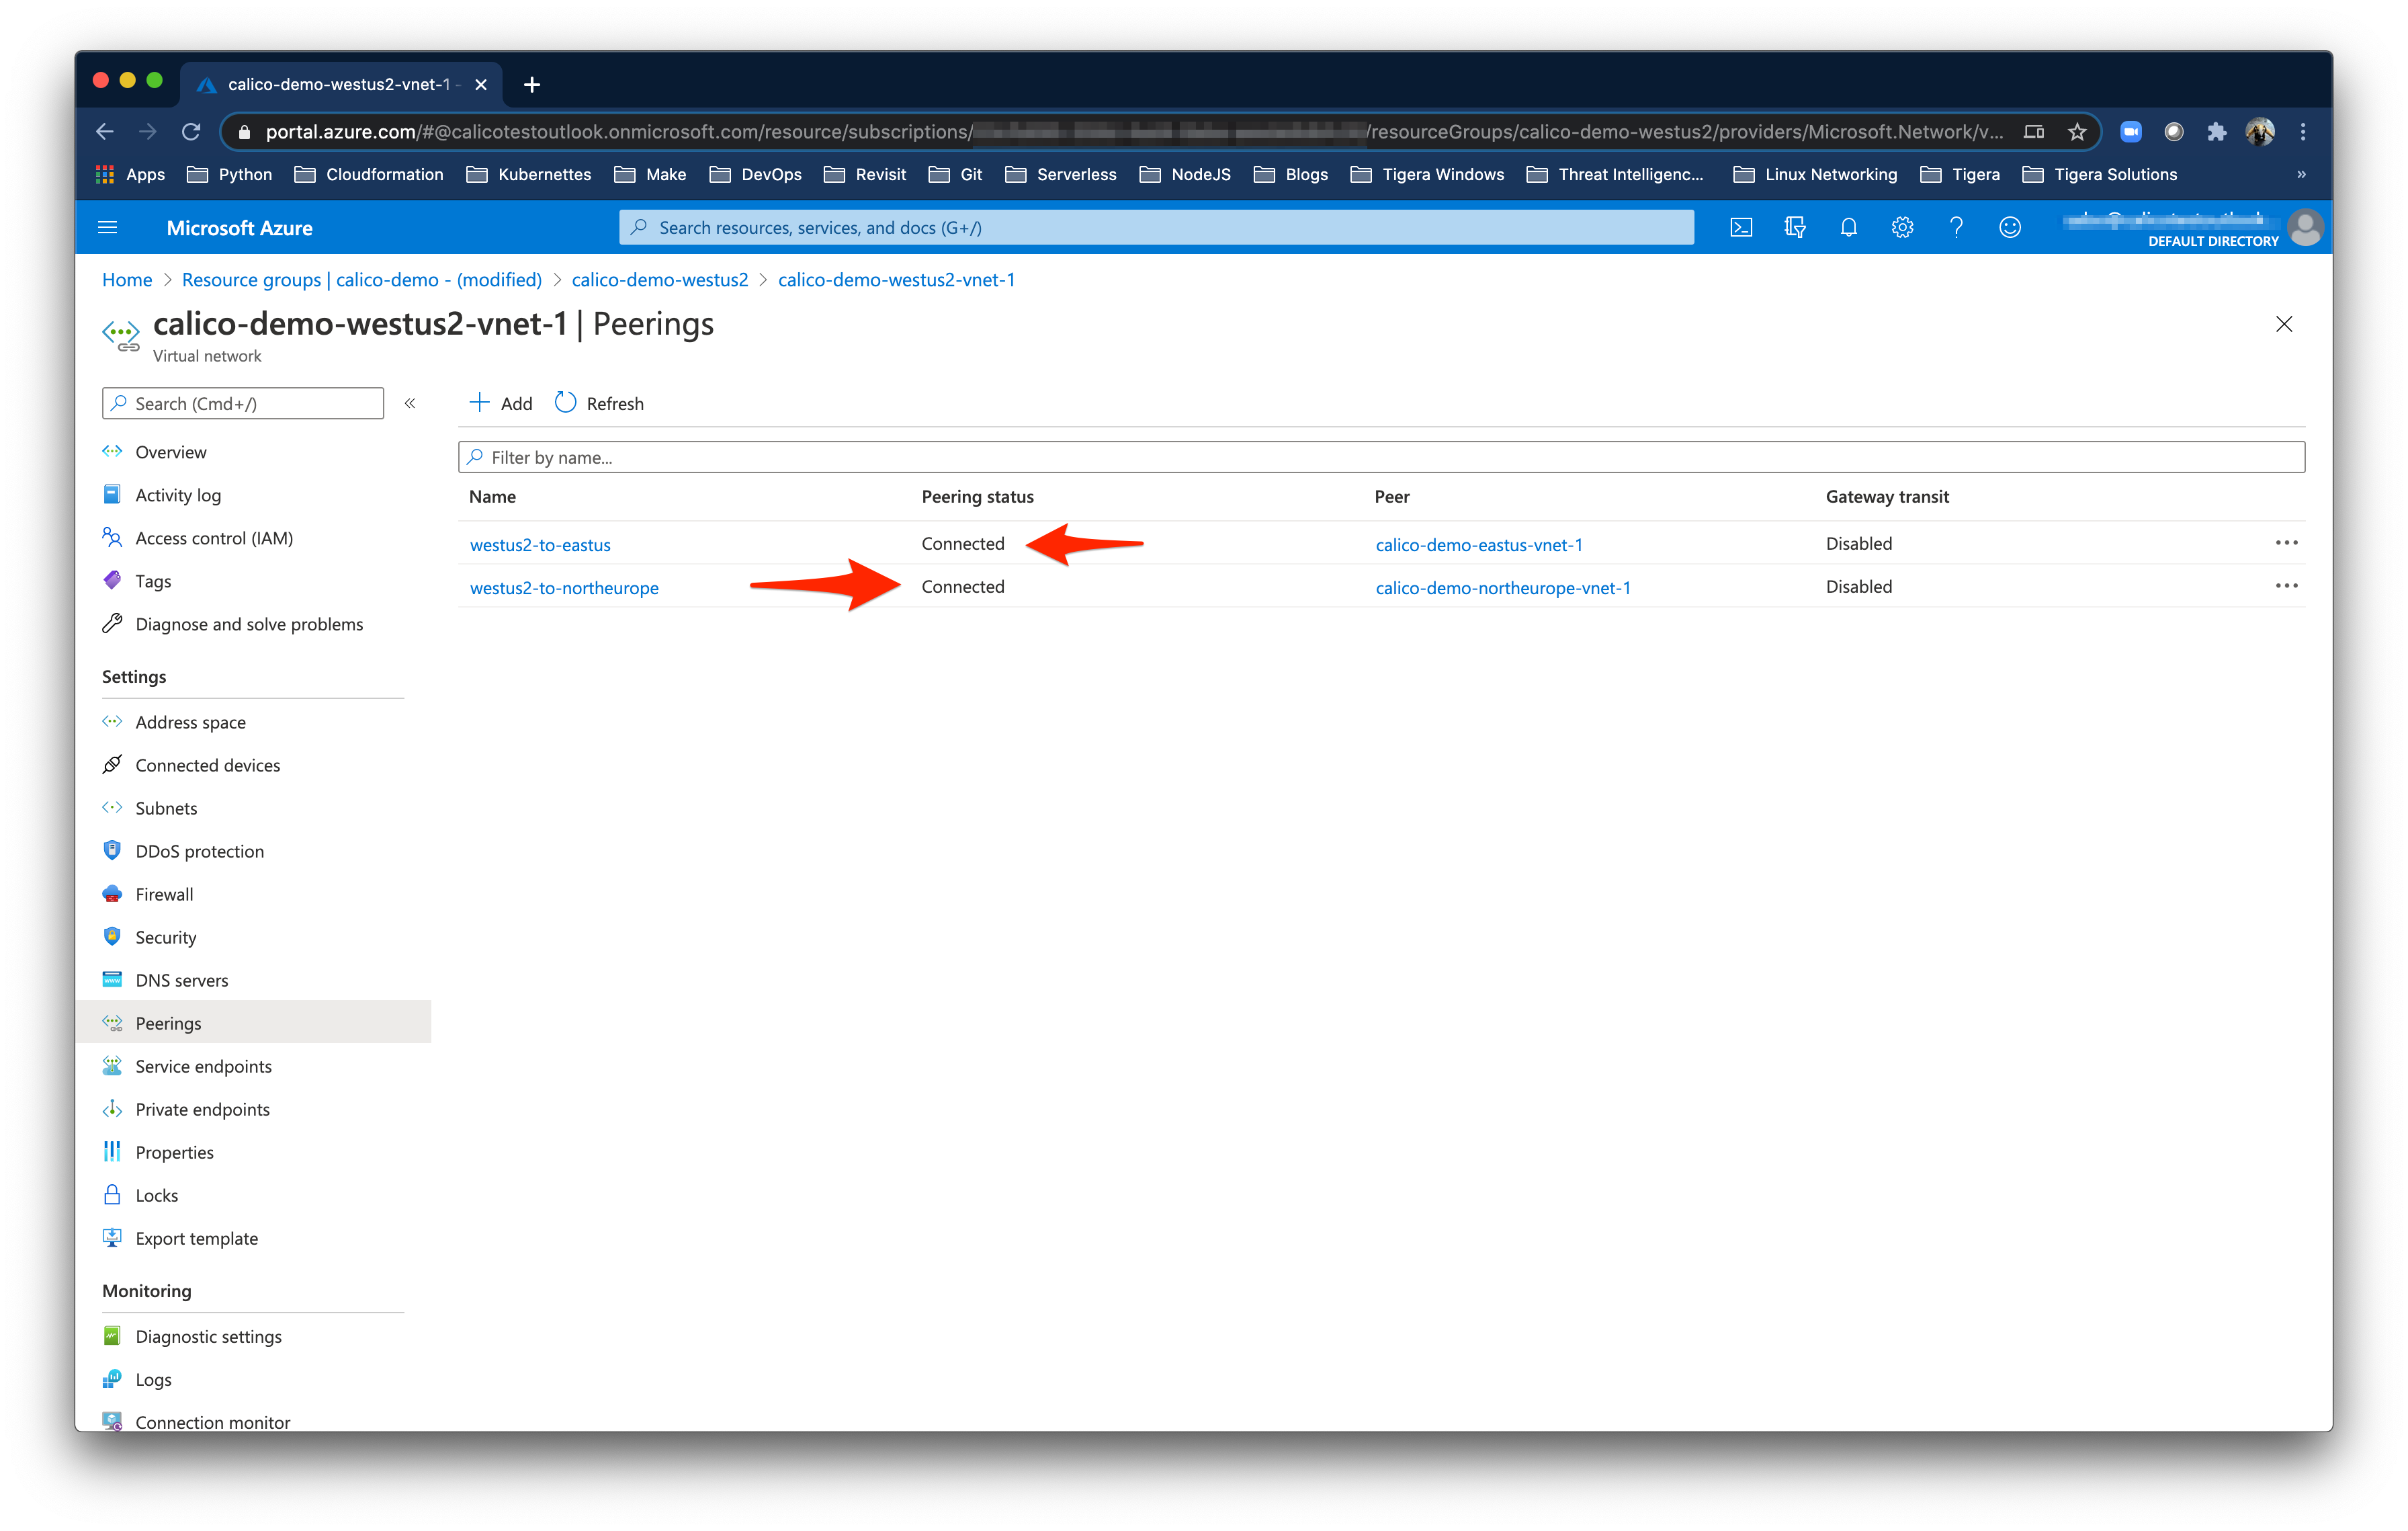 calico-demo-westus2-vnet-1 -
portal.azure.com/#@calicotestoutlook.onmicrosoft.com/resource/subscriptions/ /resourceGroups/calico-demo-westus2/providers/Microsoft.Network/v...
Apps Python Cloudformation Kubernettes Make DevOps Revisit Git Serverless NodeJS Blogs Tigera Windows Threat Intelligenc... Linux Networking Tigera Tigera Solutions »
Microsoft Azure
Search resources, services, and docs (G+/)
DEFAULT DIRECTORY
Home > Resource groups | calico-demo - (modified) > calico-demo-westus2 > calico-demo-westus2-vnet-1
calico-demo-westus2-vnet-1 | Peerings
Virtual network
Search (Cmd+/)
«
Add Refresh
Overview
Activity log
Access control (IAM)
Tags
Diagnose and solve problems
Settings
Address space
Connected devices
Subnets
DDoS protection
Firewall
Security
DNS servers
Peerings
Service endpoints
Private endpoints
Properties
Locks
Export template
Monitoring
Diagnostic settings
Logs
Connection monitor
Filter by name...
Name Peering status Peer Gateway transit
westus2-to-eastus Connected calico-demo-eastus-vnet-1 Disabled
westus2-to-northeurope Connected calico-demo-northeurope-vnet-1 Disabled